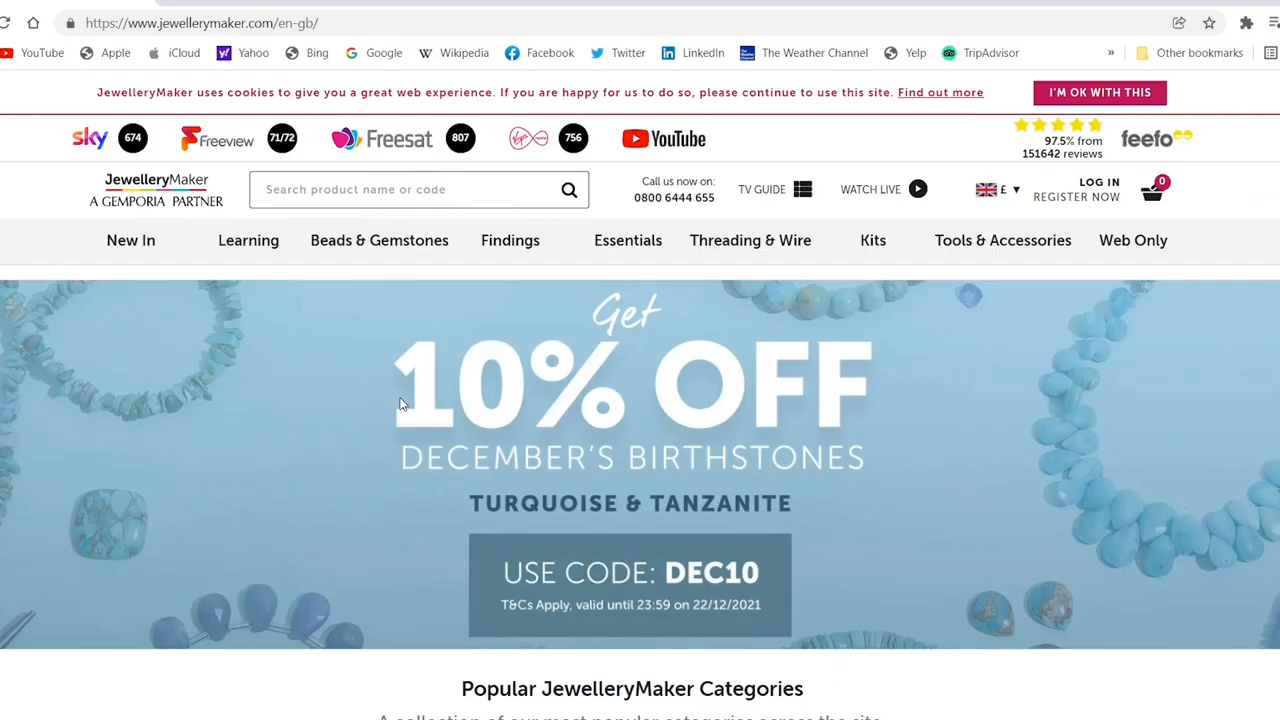 https://www.jewellerymaker.com/en-gb/
YouTube Apple iCloud Yahoo Bing Google Wikipedia Facebook Twitter LinkedIn The Weather Channel Yelp TripAdvisor » Other bookmarks
JewelleryMaker uses cookies to give you a great web experience. If you are happy for us to do so, please continue to use this site. Find out more
I'M OK WITH THIS
sky 674 Freeview 71/72 Freesat 807 Virgin media 756 YouTube
97.5% from
151642 reviews
feefo
JewelleryMaker
A GEMPORIA PARTNER
Search product name or code
Call us now on:
0800 6444 655
TV GUIDE
WATCH LIVE
£
LOG IN
REGISTER NOW
0
New In Learning Beads & Gemstones Findings Essentials Threading & Wire Kits Tools & Accessories Web Only
Get
10% OFF
DECEMBER'S BIRTHSTONES
TURQUOISE & TANZANITE
USE CODE: DEC10
T&Cs Apply, valid until 23:59 on 22/12/2021
Popular JewelleryMaker Categories
A collection of our most popular categories across the site